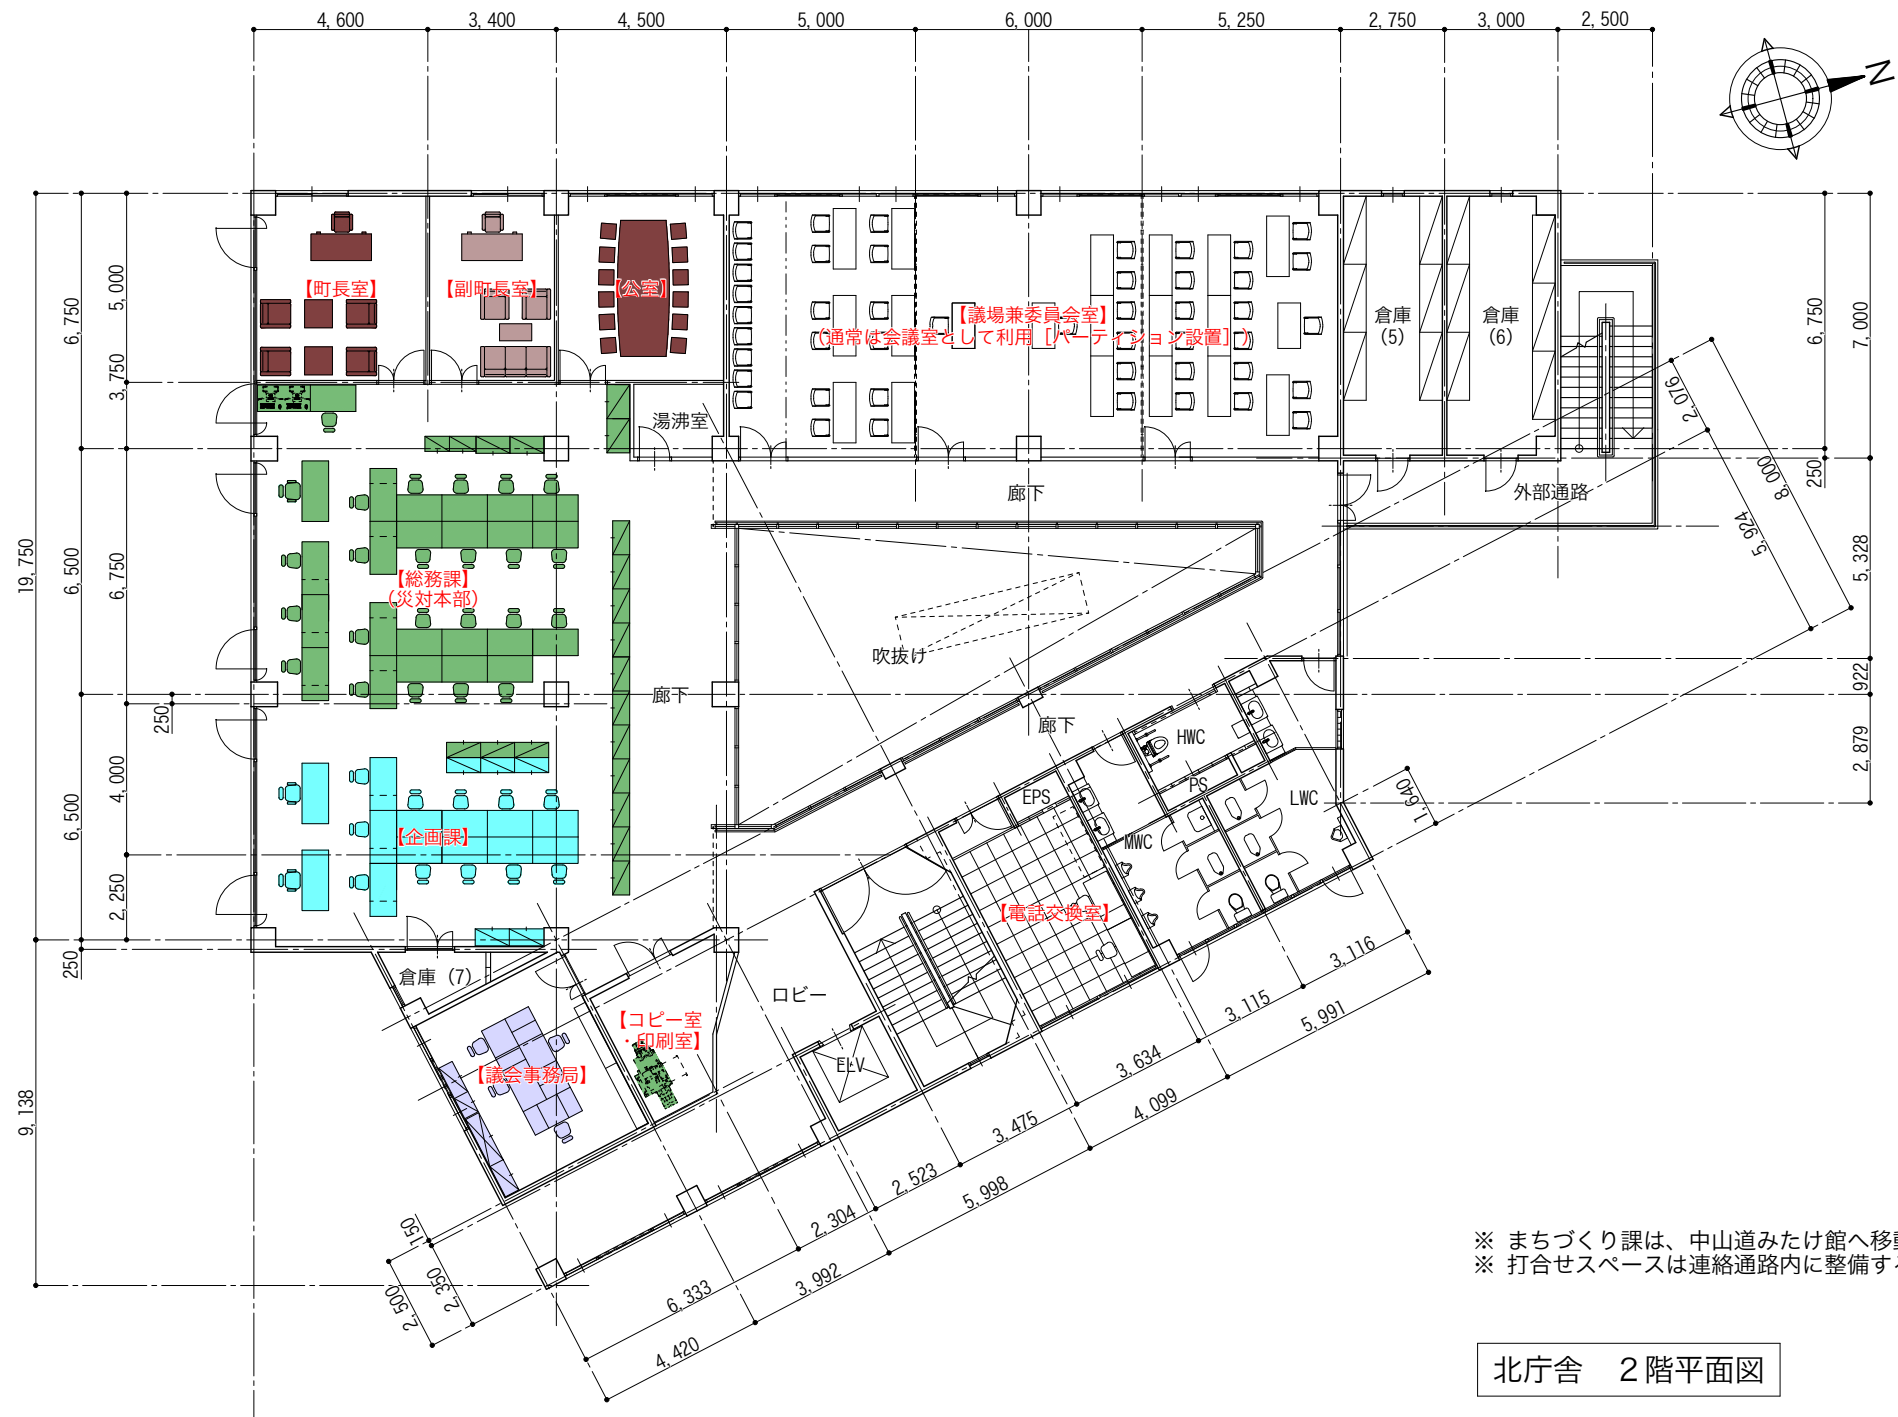 4,600
3,400
4,500
5,000
6,000
5,250
2,750
3,000
2,500
N
19,750
6,750
5,000
3,750
【町長室】
【副町長室】
【公室】
【議場兼委員会室】
(通常は会議室として利用［パーティション設置］)
倉庫
(5)
倉庫
(6)
6,750
7,000
湯沸室
廊下
外部通路
250
2,076
8,000
5,924
5,328
6,500
6,750
【総務課】
(災対本部)
吹抜け
廊下
廊下
922
250
2,879
6,500
4,000
HWC
PS
EPS
LWC
MWC
1,640
【企画課】
2,250
【電話交換室】
250
倉庫 (7)
ロビー
【コピー室
・印刷室】
ELV
【議会事務局】
9,138
3,116
3,115
5,991
3,634
4,099
3,475
2,523
5,998
2,304
3,992
6,333
4,420
150
2,350
2,500
※ まちづくり課は、中山道みたけ館へ移
※ 打合せスペースは連絡通路内に整備す
北庁舎　２階平面図